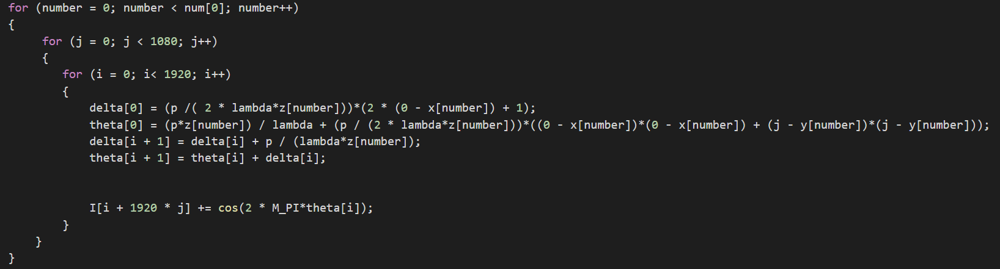 for (number = 0; number < num[0]; number++)
{
for (j = 0; j < 1080; j++)
{
for (i = 0; i< 1920; i++)
{
delta[0] = (p /( 2 * lambda*z[number]))*(2 * (0 - x[number]) + 1);
theta[0] = (p*z[number]) / lambda + (p / (2 * lambda*z[number]))*((0 - x[number])*(0 - x[number]) + (j - y[number])*(j - y[number]));
delta[i + 1] = delta[i] + p / (lambda*z[number]);
theta[i + 1] = theta[i] + delta[i];
I[i + 1920 * j] += cos(2 * M_PI*theta[i]);
}
}
}